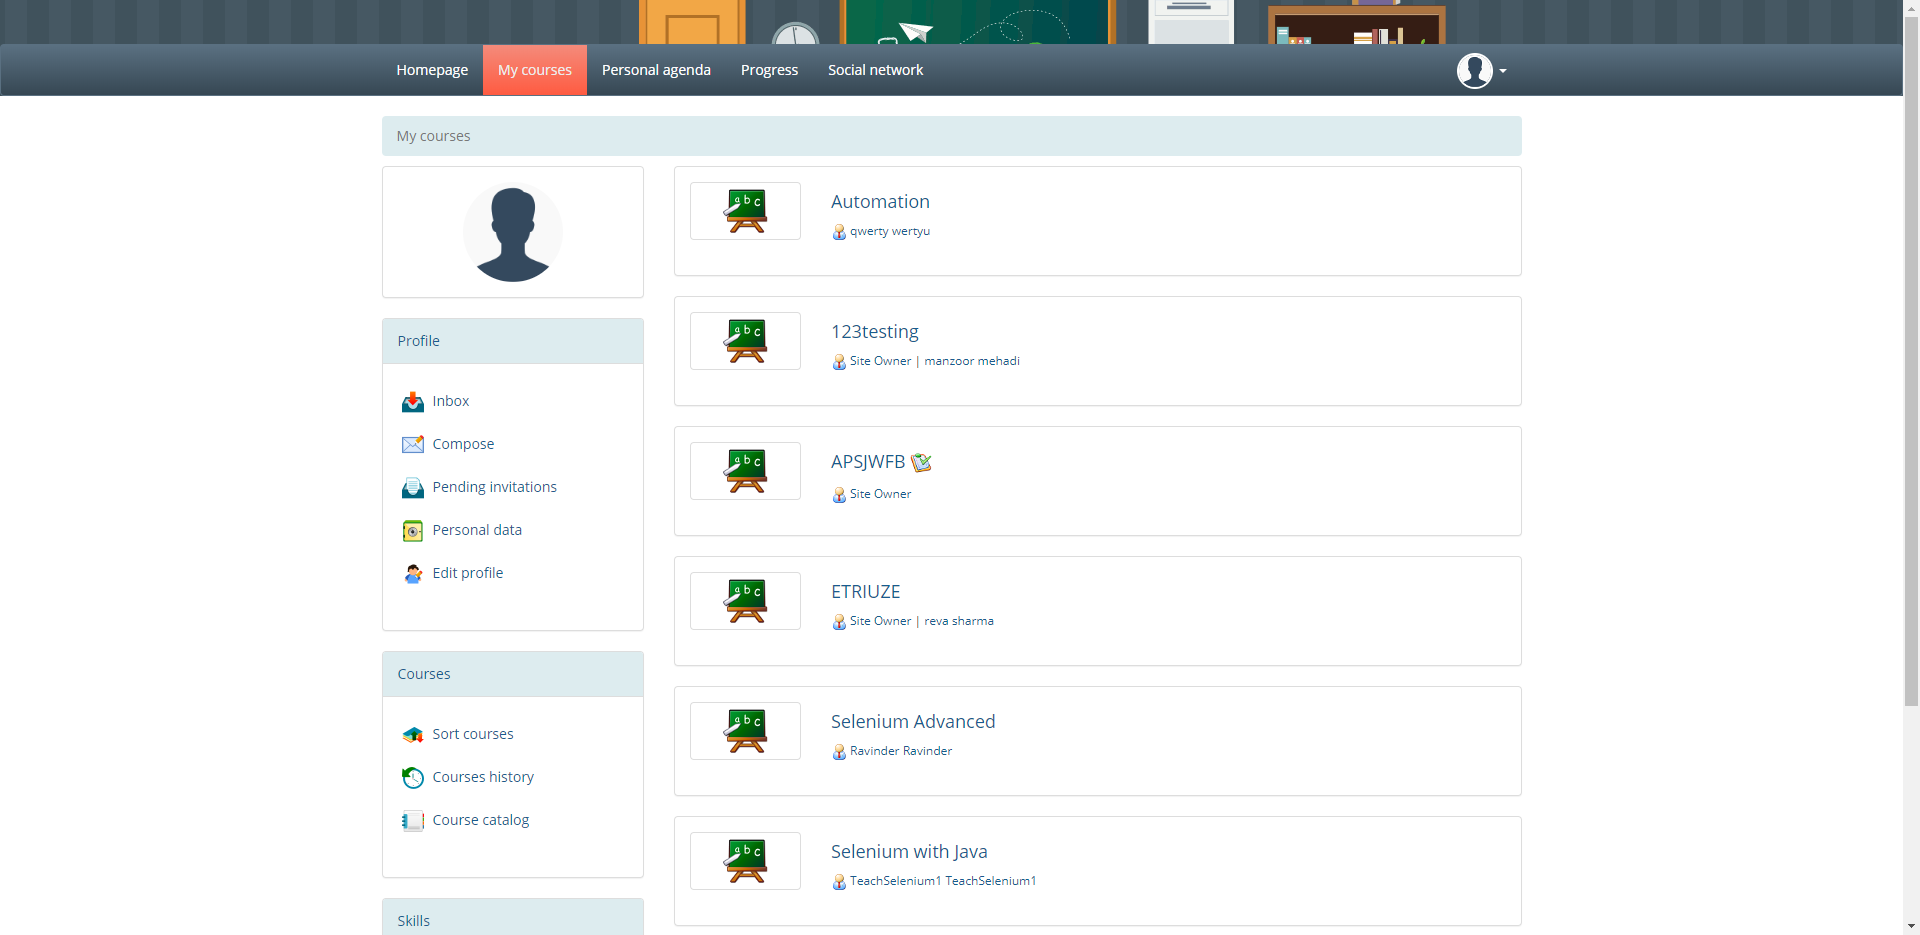 Homepage
My courses
Personal agenda
Progress
Social network
My courses
Profile
Inbox
Compose
Pending invitations
Personal data
Edit profile
Courses
Sort courses
Courses history
Course catalog
Skills
a b c
Automation
qwerty wertyu
a b c
123testing
Site Owner | manzoor mehadi
a b c
APSJWFB
Site Owner
a b c
ETRIUZE
Site Owner | reva sharma
a b c
Selenium Advanced
Ravinder Ravinder
a b c
Selenium with Java
TeachSelenium1 TeachSelenium1